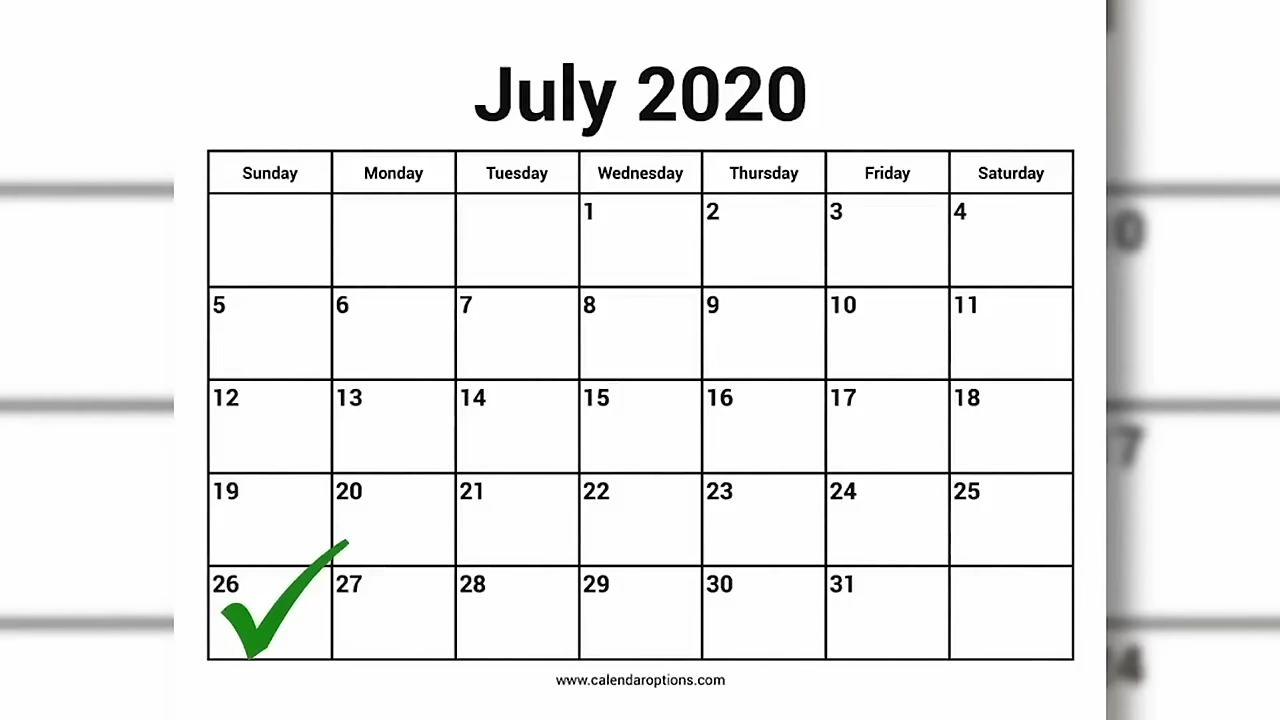 July 2020
Sunday Monday Tuesday Wednesday Thursday Friday Saturday
1 2 3 4
5 6 7 8 9 10 11
12 13 14 15 16 17 18
19 20 21 22 23 24 25
26 27 28 29 30 31
www.calendaroptions.com